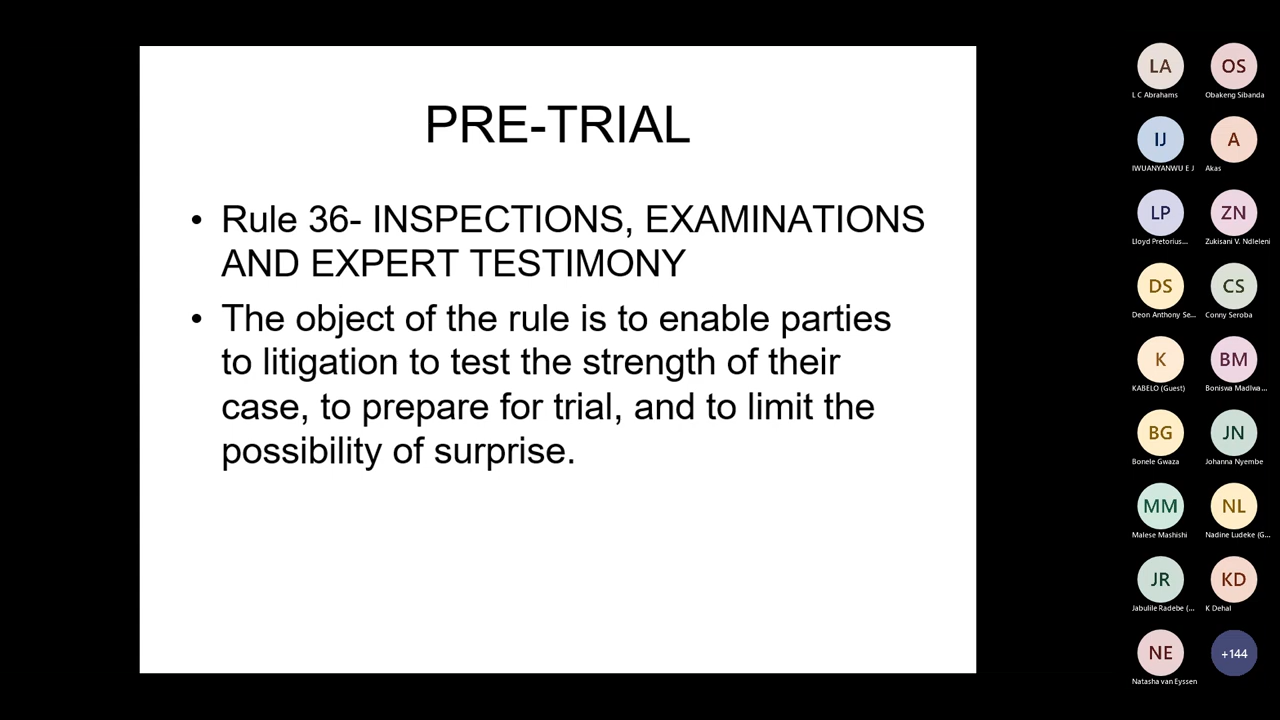 PRE-TRIAL
• Rule 36- INSPECTIONS, EXAMINATIONS
AND EXPERT TESTIMONY
• The object of the rule is to enable parties
to litigation to test the strength of their
case, to prepare for trial, and to limit the
possibility of surprise.
LA
L C Abrahams
OS
Obakeng Sibanda
IJ
IWUANYANWU E J
A
Akas
LP
Lloyd Pretorius...
ZN
Zukisani V. Ndleleni
DS
Deon Anthony Se...
CS
Conny Seroba
K
KABELO (Guest)
BM
Boniswa Madlwa...
BG
Bonele Gwaza
JN
Johanna Nyembe
MM
Malese Mashishi
NL
Nadine Ludeke (G...
JR
Jabulile Radebe (...
KD
K Dehal
NE
Natasha van Eyssen
+144